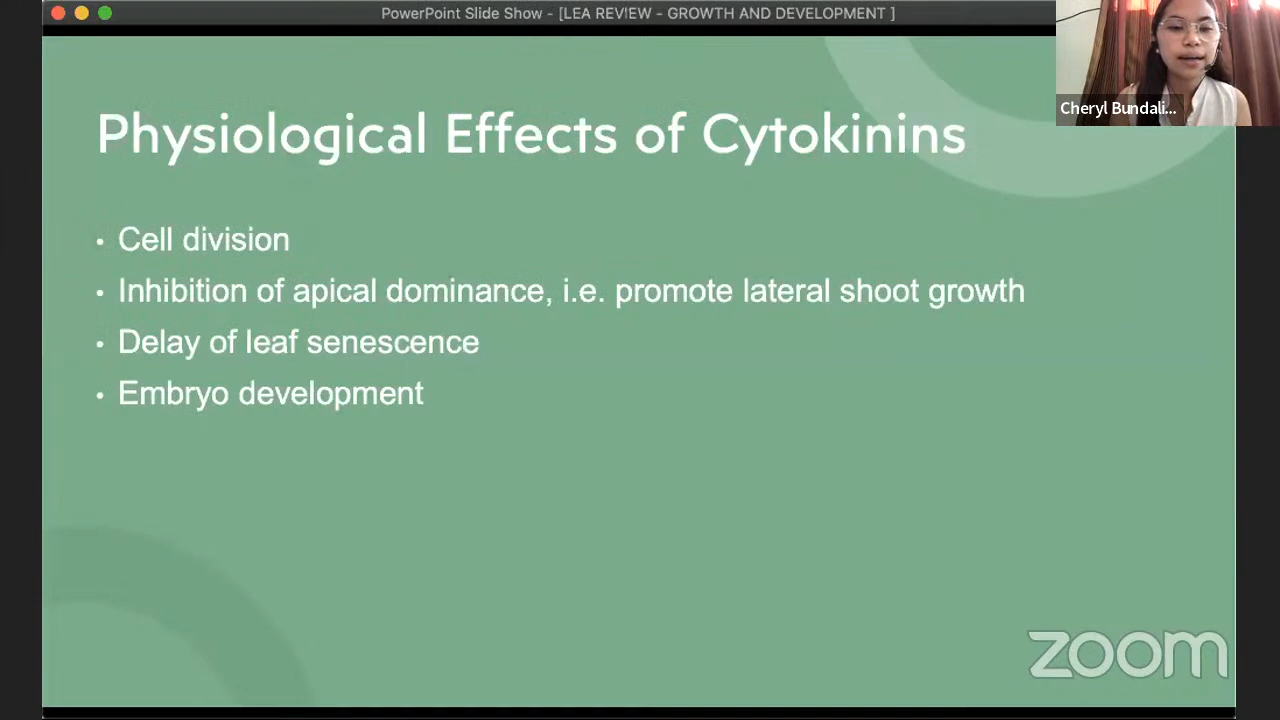 PowerPoint Slide Show - [LEA REVIEW - GROWTH AND DEVELOPMENT ]
Cheryl Bundali...
Physiological Effects of Cytokinins
• Cell division
• Inhibition of apical dominance, i.e. promote lateral shoot growth
• Delay of leaf senescence
• Embryo development
zoom